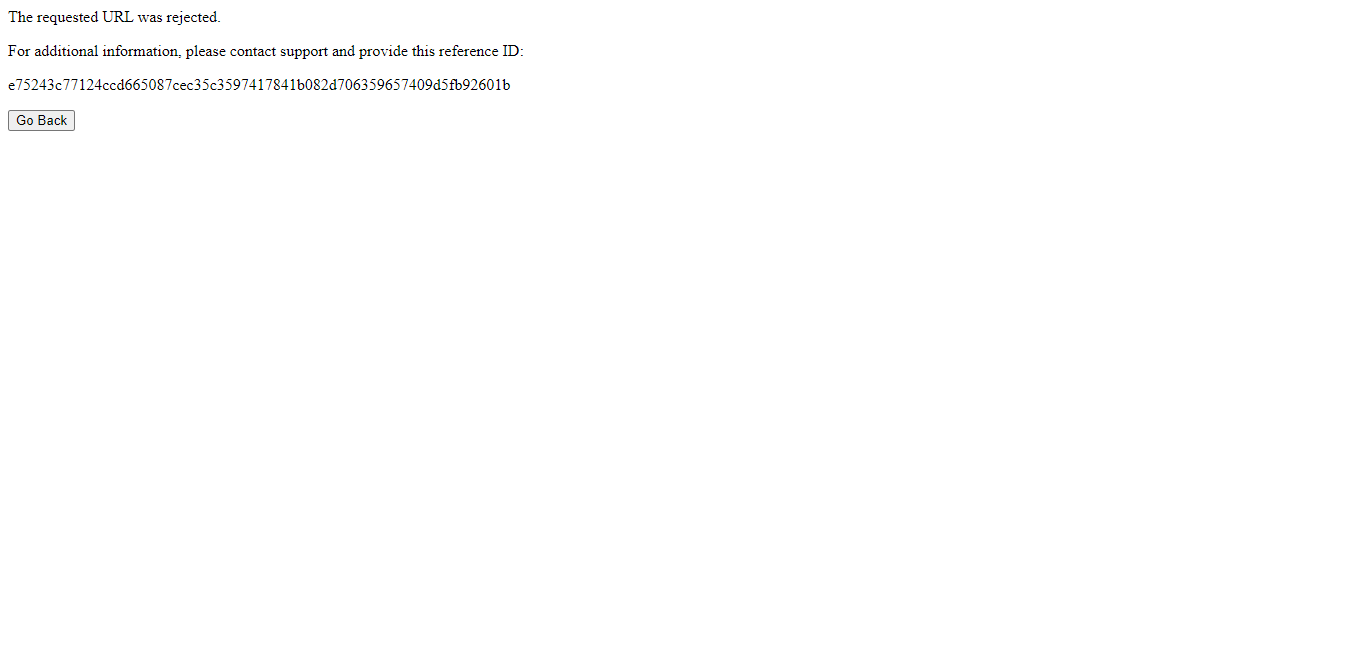 The requested URL was rejected.
For additional information, please contact support and provide this reference ID:
e75243c77124ccd665087cec35c3597417841b082d706359657409d5fb92601b
Go Back